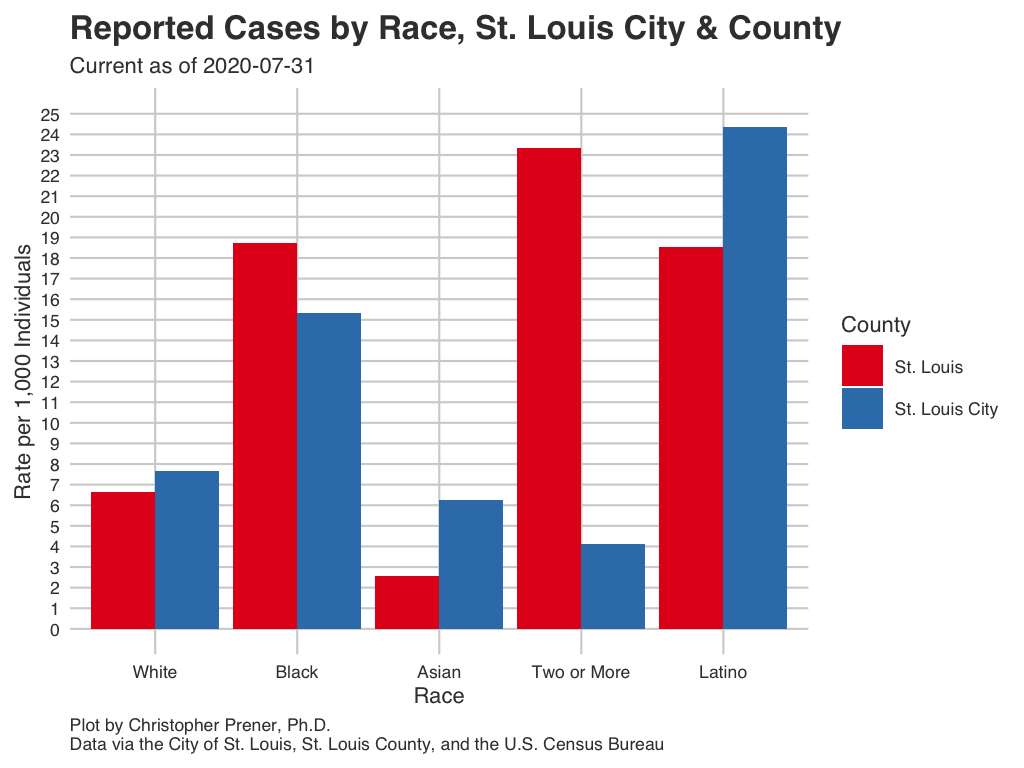 Reported Cases by Race, St. Louis City & County
Current as of 2020-07-31
Rate per 1,000 Individuals
25
24
23
22
21
20
19
18
17
16
15
14
13
12
11
10
9
8
7
6
5
4
3
2
1
0
White Black Asian Two or More Latino
Race
County
St. Louis
St. Louis City
Plot by Christopher Prener, Ph.D.
Data via the City of St. Louis, St. Louis County, and the U.S. Census Bureau